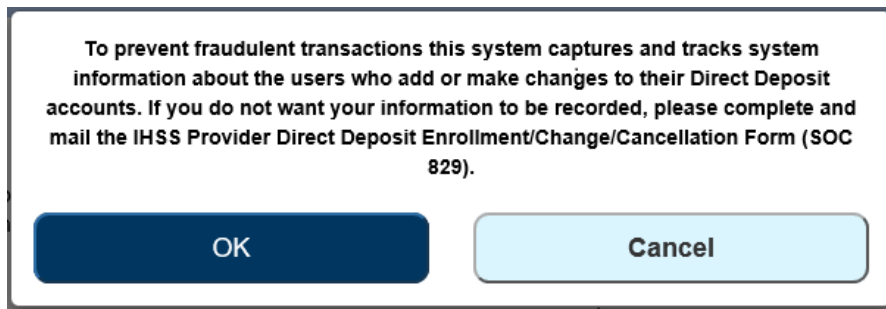 To prevent fraudulent transactions this system captures and tracks system
information about the users who add or make changes to their Direct Deposit
accounts. If you do not want your information to be recorded, please complete and
mail the IHSS Provider Direct Deposit Enrollment/Change/Cancellation Form (SOC
829).
OK
Cancel